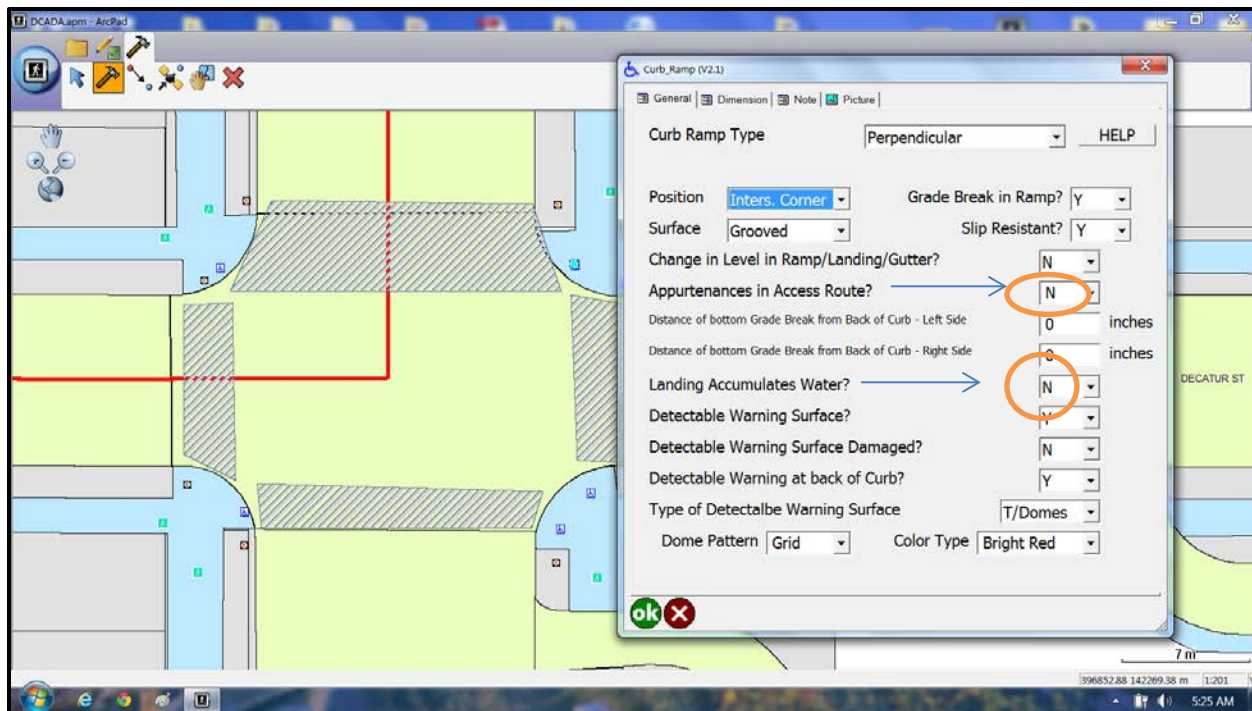 DCADA.apm - ArcPad
Curb_Ramp (V2.1)
General Dimension Note Picture
Curb Ramp Type Perpendicular HELP
Position Inters. Corner Grade Break in Ramp? Y
Surface Grooved Slip Resistant? Y
Change in Level in Ramp/Landing/Gutter? N
Appurtenances in Access Route? N
Distance of bottom Grade Break from Back of Curb - Left Side 0 inches
Distance of bottom Grade Break from Back of Curb - Right Side inches
Landing Accumulates Water? N
DECATUR ST
Detectable Warning Surface? Y
Detectable Warning Surface Damaged? N
Detectable Warning at back of Curb? Y
Type of Detectalbe Warning Surface T/Domes
Dome Pattern Grid Color Type Bright Red
ok
7 m
396852.88 142269.38 m 1:201
5:25 AM